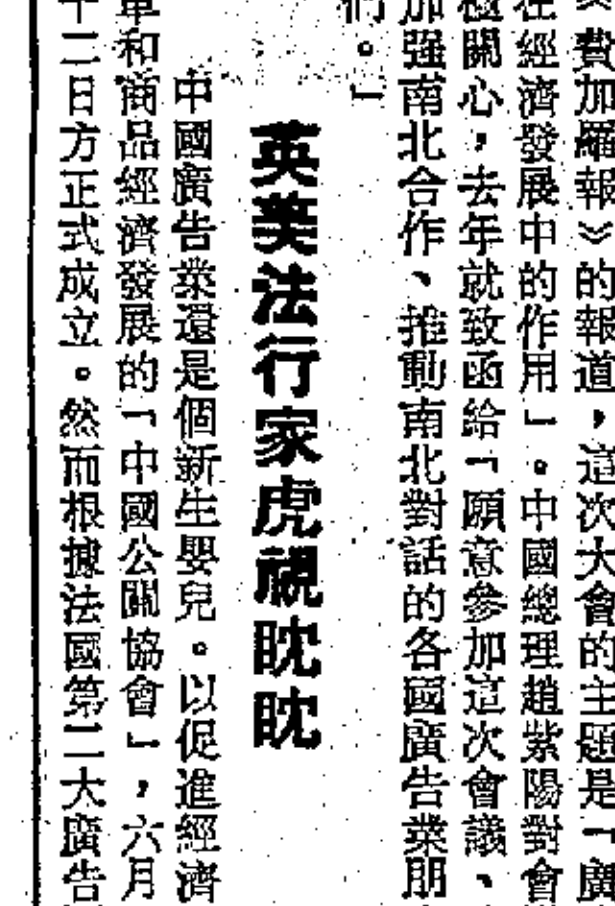 《費加羅報》的報道，這次大會的主題是「廣
在經濟發展中的作用」。中國總理趙紫陽對會
極關心，去年就致函給「願意參加這次會議、
加强南北合作、推動南北對話的各國廣告業朋
們。」
英美法行家虎視眈眈
中國廣告業還是個新生嬰兒。以促進經濟
和商品經濟發展的「中國公關協會」，六月
十二日方正式成立。然而根據法國第二大廣告